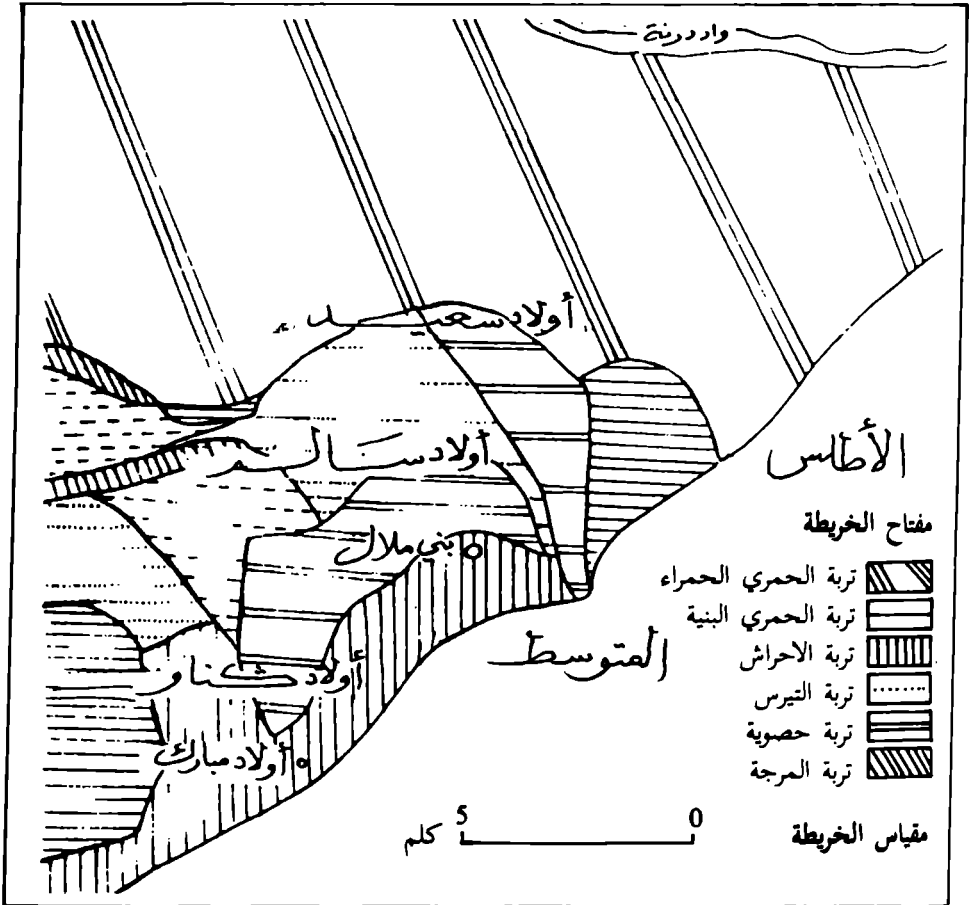 واد درنة
أولاد سعيد
أولاد سالم
الأطلس
بني ملال
المتوسط
أولاد گناو
أولاد مبارك
مفتاح الخريطة
تربة الحمري الحمراء
تربة الحمري البنية
تربة الاحراش
تربة التيرس
تربة حصوية
تربة المرجة
مقياس الخريطة
0 5 كلم